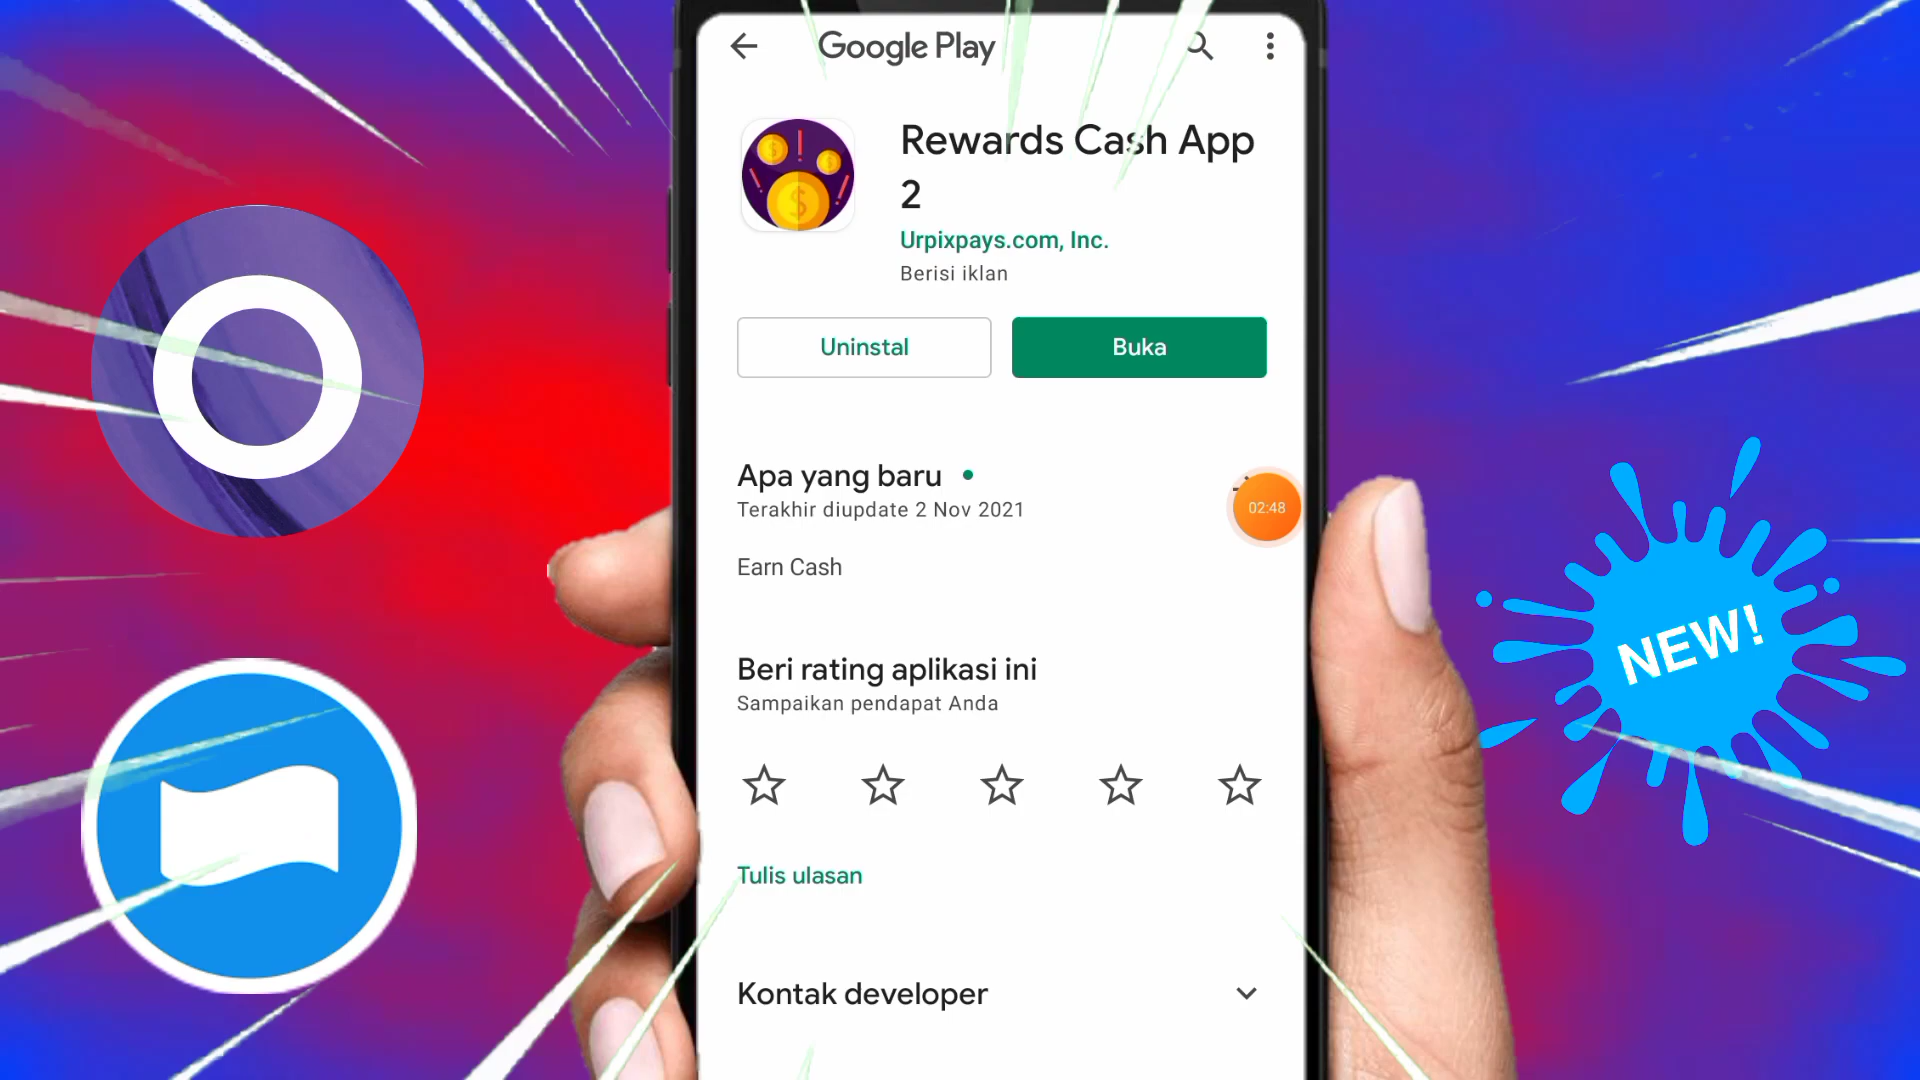 Google Play
Rewards Cash App
2
Urpixpays.com, Inc.
Berisi iklan
Uninstal
Buka
Apa yang baru
Terakhir diupdate 2 Nov 2021
02:48
Earn Cash
NEW!
Beri rating aplikasi ini
Sampaikan pendapat Anda
Tulis ulasan
Kontak developer